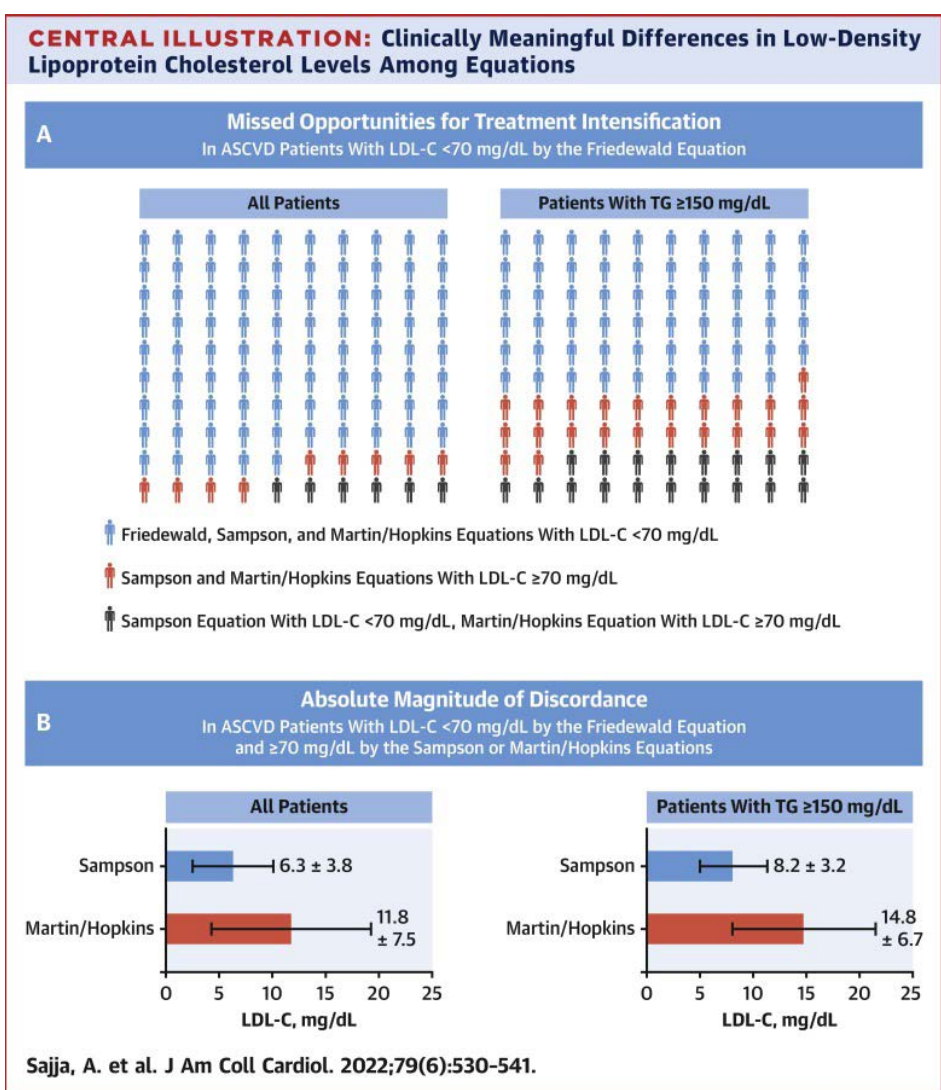 CENTRAL ILLUSTRATION: Clinically Meaningful Differences in Low-Density
Lipoprotein Cholesterol Levels Among Equations
A
Missed Opportunities for Treatment Intensification
In ASCVD Patients With LDL-C <70 mg/dL by the Friedewald Equation
All Patients
Patients With TG ≥150 mg/dL
Friedewald, Sampson, and Martin/Hopkins Equations With LDL-C <70 mg/dL
Sampson and Martin/Hopkins Equations With LDL-C ≥70 mg/dL
Sampson Equation With LDL-C <70 mg/dL, Martin/Hopkins Equation With LDL-C ≥70 mg/dL
B
Absolute Magnitude of Discordance
In ASCVD Patients With LDL-C <70 mg/dL by the Friedewald Equation
and ≥70 mg/dL by the Sampson or Martin/Hopkins Equations
All Patients
Sampson
6.3 ± 3.8
Martin/Hopkins
11.8
± 7.5
0 5 10 15 20 25
LDL-C, mg/dL
Patients With TG ≥150 mg/dL
Sampson
8.2 ± 3.2
Martin/Hopkins
14.8
± 6.7
0 5 10 15 20 25
LDL-C, mg/dL
Sajja, A. et al. J Am Coll Cardiol. 2022;79(6):530-541.